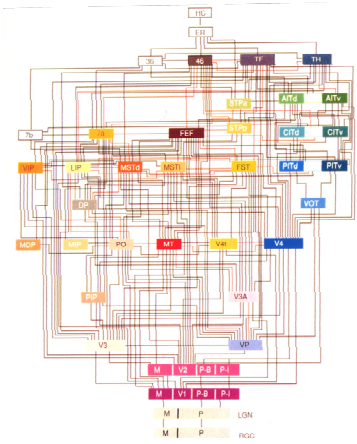 HC
ER
36 46 TF TH
STPa AITd AITv
7b 7a FEF STPp CITd CITv
VIP LIP MSTd MSTl FST PITd PITv
DP VOT
MDP MIP PO MT V4t V4
PIP V3A
V3 VP
M V2 P-B P-I
M V1 P-B P-I
M P LGN
M P RGC